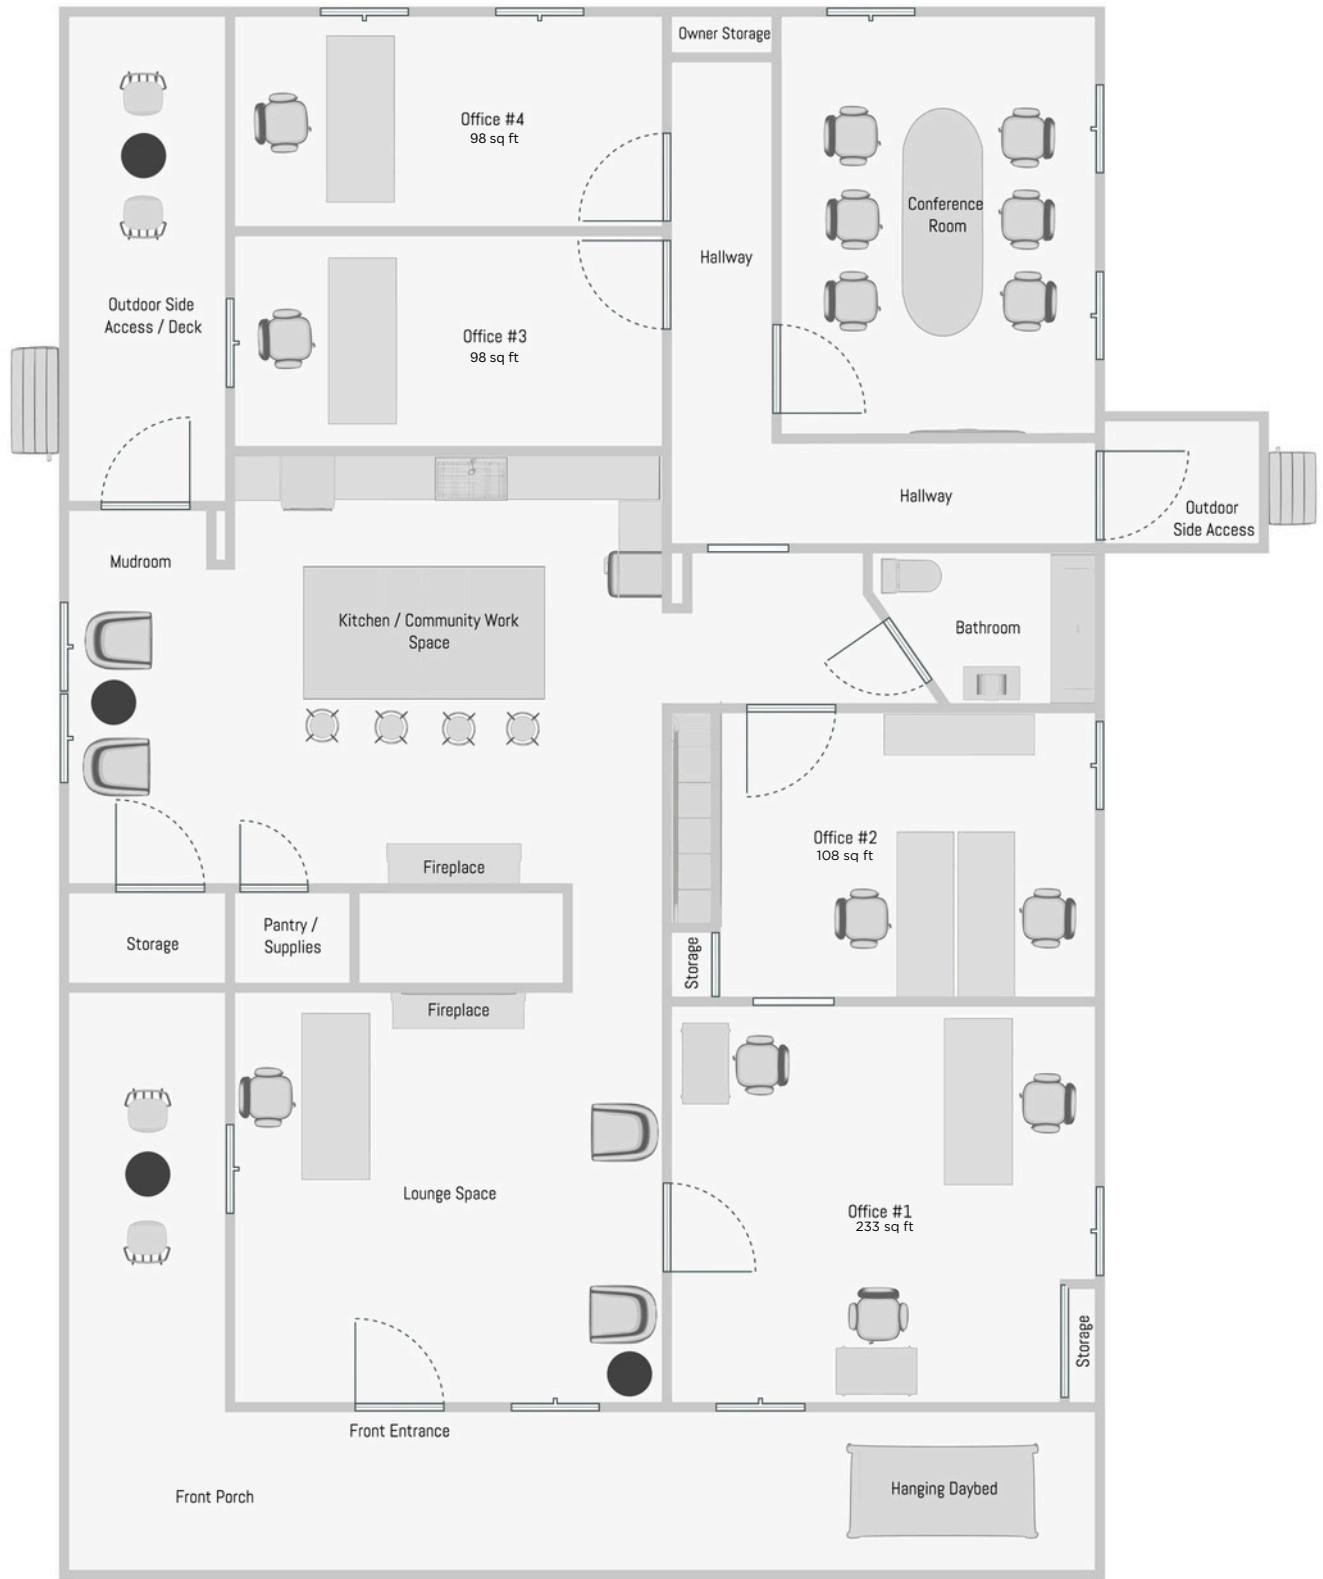 Owner Storage
Office #4
98 sq ft
Conference
Room
Hallway
Outdoor Side
Access / Deck
Office #3
98 sq ft
Hallway
Outdoor
Side Access
Mudroom
Kitchen / Community Work
Space
Bathroom
Office #2
108 sq ft
Fireplace
Storage
Pantry /
Supplies
Storage
Fireplace
Lounge Space
Office #1
233 sq ft
Storage
Front Entrance
Front Porch
Hanging Daybed